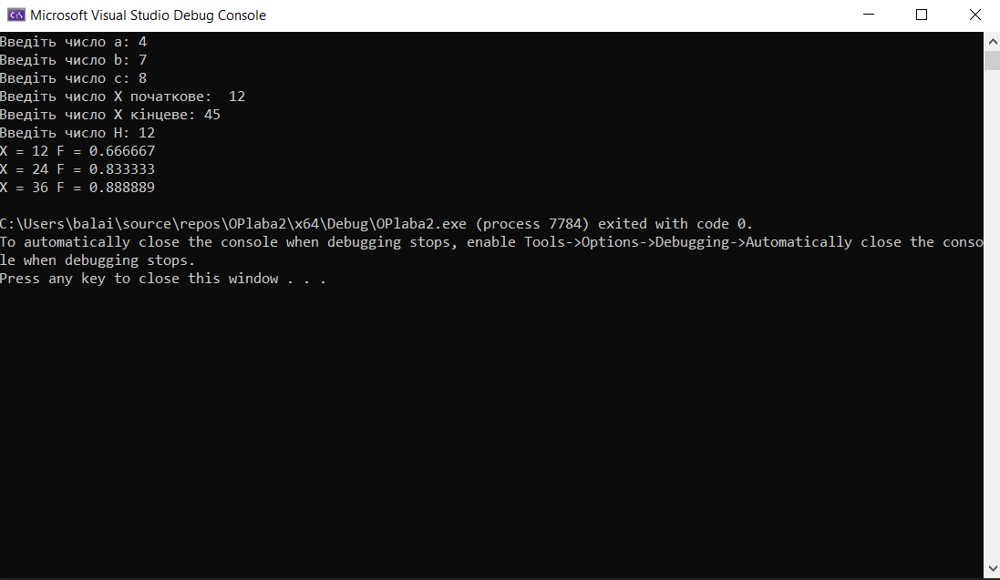 Microsoft Visual Studio Debug Console
Введіть число a: 4
Введіть число b: 7
Введіть число c: 8
Введіть число X початкове:  12
Введіть число X кінцеве: 45
Введіть число H: 12
X = 12 F = 0.666667
X = 24 F = 0.833333
X = 36 F = 0.888889
C:\Users\balai\source\repos\OPlaba2\x64\Debug\OPlaba2.exe (process 7784) exited with code 0.
To automatically close the console when debugging stops, enable Tools->Options->Debugging->Automatically close the conso
le when debugging stops.
Press any key to close this window . . .